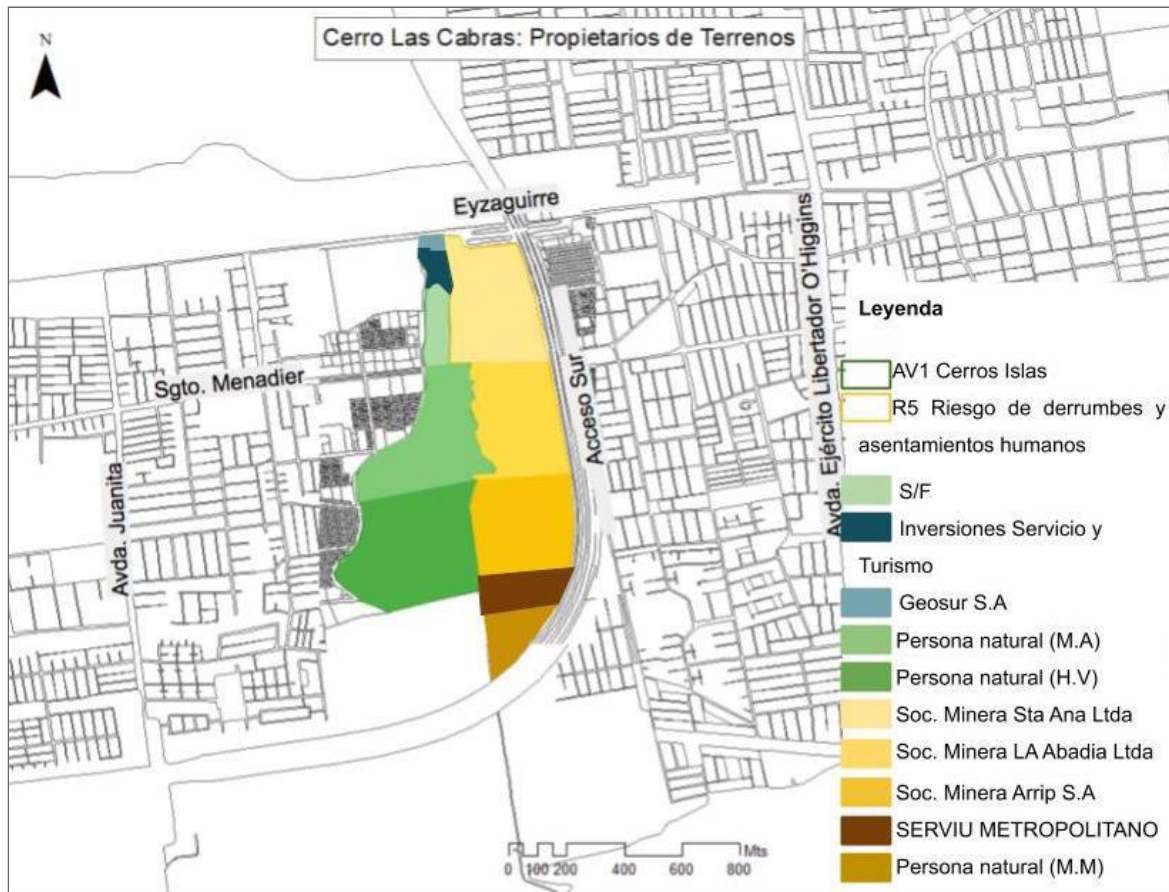 Cerro Las Cabras: Propietarios de Terrenos
N
Eyzaguirre
Sgto. Menadier
Avda. Juanita
Acceso Sur
Avda. Ejército Libertador O'Higgins
Leyenda
AV1 Cerros Islas
R5 Riesgo de derrumbes y
asentamientos humanos
S/F
Inversiones Servicio y
Turismo
Geosur S.A
Persona natural (M.A)
Persona natural (H.V)
Soc. Minera Sta Ana Ltda
Soc. Minera LA Abadia Ltda
Soc. Minera Arrip S.A
SERVIU METROPOLITANO
Persona natural (M.M)
Mts
0 100 200 400 600 800